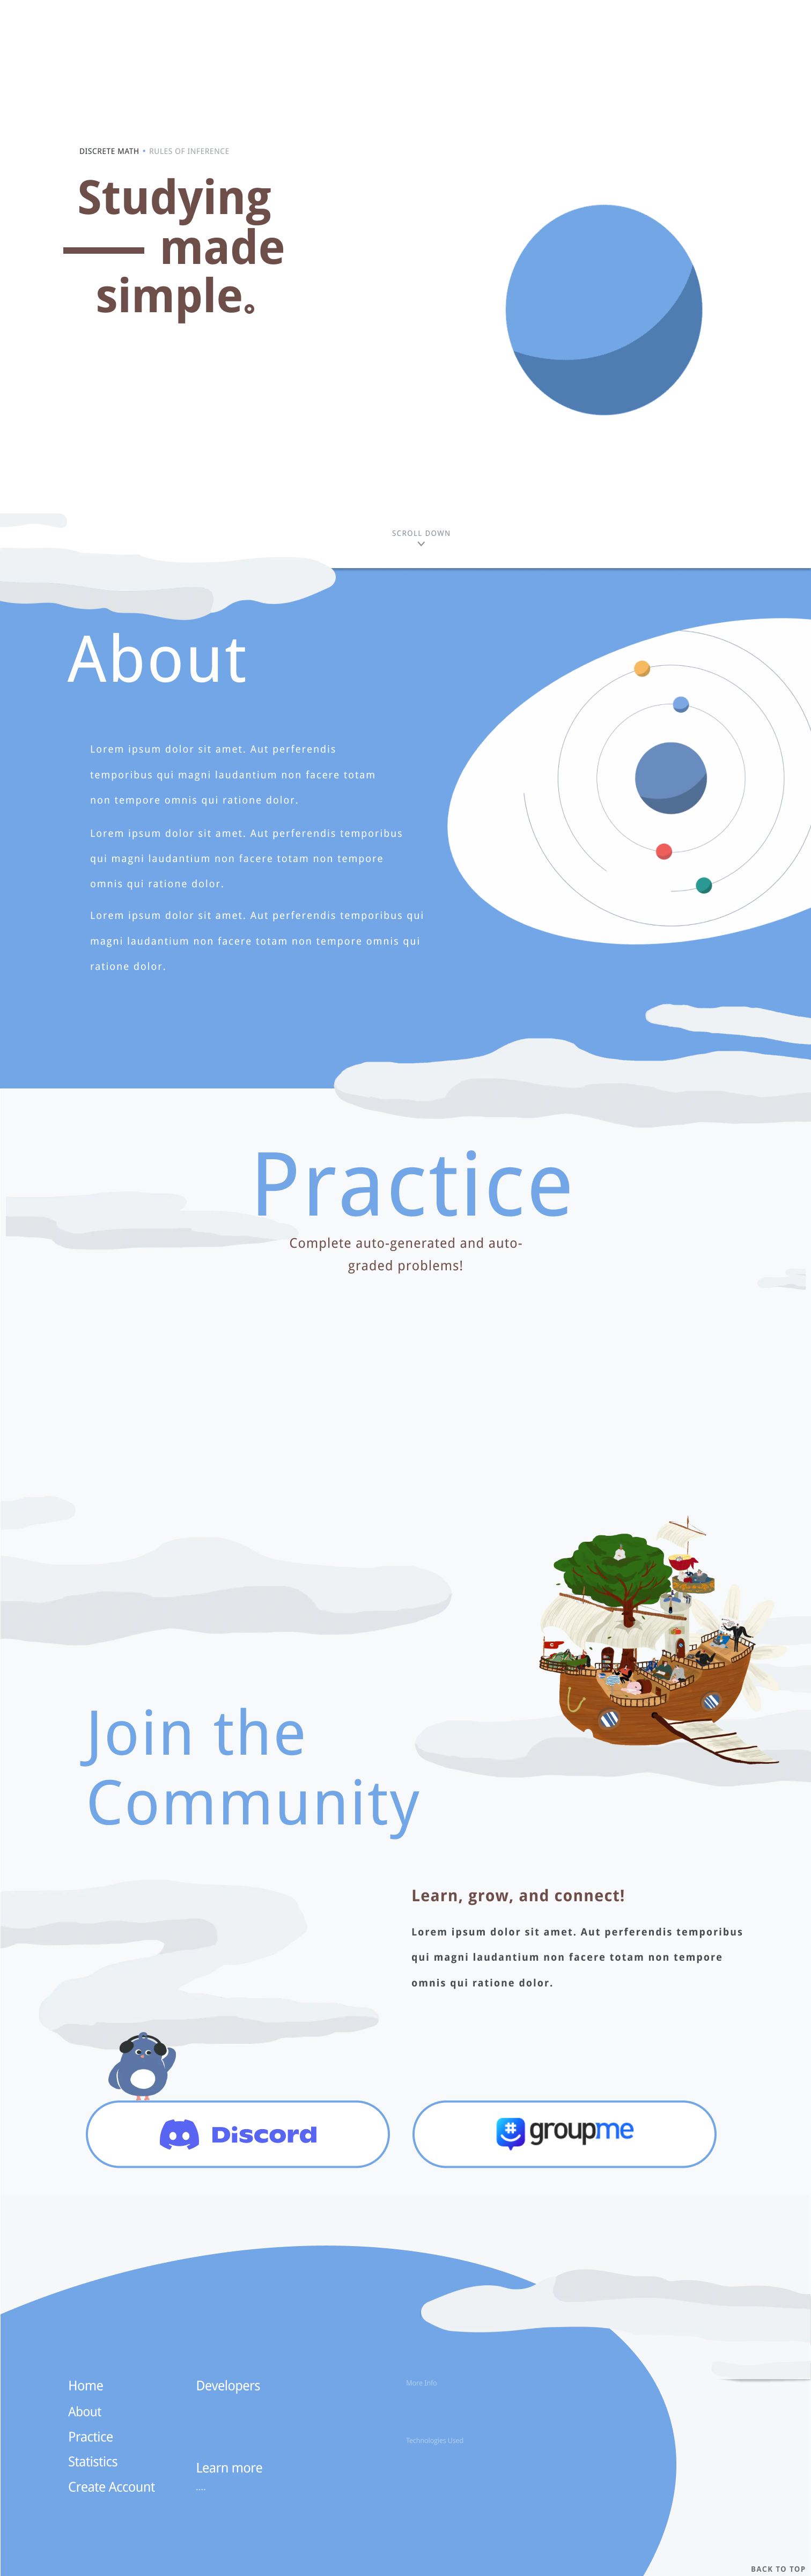 DISCRETE MATH • RULES OF INFERENCE
Studying
made
simple。
SCROLL DOWN
About
Lorem ipsum dolor sit amet. Aut perferendis
temporibus qui magni laudantium non facere totam
non tempore omnis qui ratione dolor.
Lorem ipsum dolor sit amet. Aut perferendis temporibus
qui magni laudantium non facere totam non tempore
omnis qui ratione dolor.
Lorem ipsum dolor sit amet. Aut perferendis temporibus qui
magni laudantium non facere totam non tempore omnis qui
ratione dolor.
Practice
Complete auto-generated and auto-
graded problems!
Join the
Community
Learn, grow, and connect!
Lorem ipsum dolor sit amet. Aut perferendis temporibus
qui magni laudantium non facere totam non tempore
omnis qui ratione dolor.
Discord
groupme
Home
About
Practice
Statistics
Create Account
Developers
Learn more
....
More Info
Technologies Used
BACK TO TOP